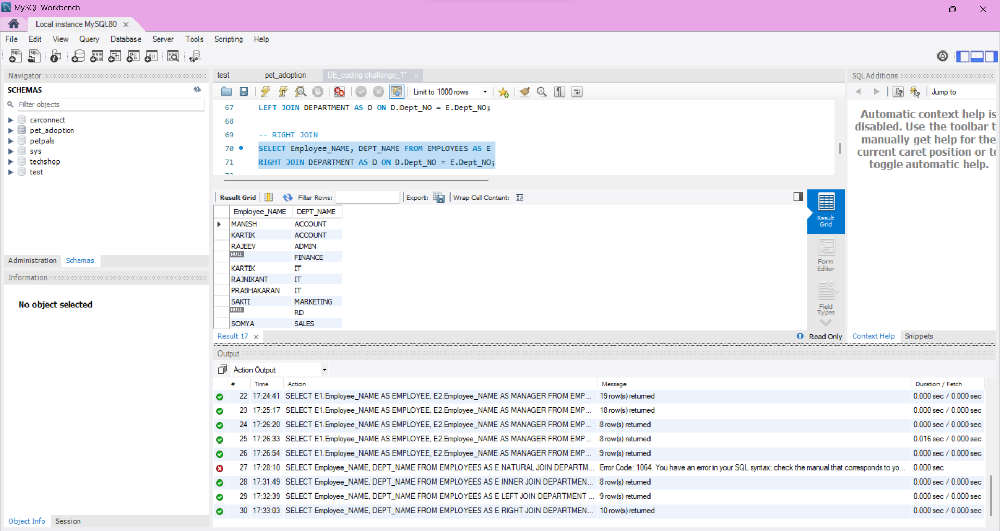 MySQL Workbench
Local instance MySQL80
File Edit View Query Database Server Tools Scripting Help
Navigator
SCHEMAS
Filter objects
carconnect
pet_adoption
petpals
sys
techshop
test
Administration Schemas
Information
No object selected
Object Info Session
test pet_adoption DE_coding challenge_1*
Limit to 1000 rows
67 LEFT JOIN DEPARTMENT AS D ON D.Dept_NO = E.Dept_NO;
68
69 -- RIGHT JOIN
70 SELECT Employee_NAME, DEPT_NAME FROM EMPLOYEES AS E
71 RIGHT JOIN DEPARTMENT AS D ON D.Dept_NO = E.Dept_NO;
Result Grid Filter Rows: Export: Wrap Cell Content:
Employee_NAME DEPT_NAME
MANISH ACCOUNT
KARTIK ACCOUNT
RAJEEV ADMIN
NULL FINANCE
KARTIK IT
RAJNIKANT IT
PRABHAKARAN IT
SAKTI MARKETING
NULL RD
SOMYA SALES
Result Grid
Form Editor
Field Types
Result 17
Read Only
SQLAdditions
Jump to
Automatic context help is
disabled. Use the toolbar t
manually get help for the
current caret position or to
toggle automatic help.
Context Help Snippets
Output
Action Output
# Time Action Message Duration / Fetch
22 17:24:41 SELECT E1.Employee_NAME AS EMPLOYEE, E2.Employee_NAME AS MANAGER FROM EMP... 19 row(s) returned 0.000 sec / 0.000 sec
23 17:25:17 SELECT E1.Employee_NAME AS EMPLOYEE, E2.Employee_NAME AS MANAGER FROM EMP... 18 row(s) returned 0.000 sec / 0.000 sec
24 17:26:20 SELECT E1.Employee_NAME AS EMPLOYEE, E2.Employee_NAME AS MANAGER FROM EMP... 8 row(s) returned 0.000 sec / 0.000 sec
25 17:26:33 SELECT E1.Employee_NAME AS EMPLOYEE, E2.Employee_NAME AS MANAGER FROM EMP... 8 row(s) returned 0.016 sec / 0.000 sec
26 17:26:54 SELECT E1.Employee_NAME AS EMPLOYEE, E2.Employee_NAME AS MANAGER FROM EMP... 9 row(s) returned 0.000 sec / 0.000 sec
27 17:28:10 SELECT Employee_NAME, DEPT_NAME FROM EMPLOYEES AS E NATURAL JOIN DEPARTM... Error Code: 1064. You have an error in your SQL syntax; check the manual that corresponds to yo... 0.000 sec
28 17:31:49 SELECT Employee_NAME, DEPT_NAME FROM EMPLOYEES AS E INNER JOIN DEPARTMEN... 8 row(s) returned 0.000 sec / 0.000 sec
29 17:32:39 SELECT Employee_NAME, DEPT_NAME FROM EMPLOYEES AS E LEFT JOIN DEPARTMENT ... 9 row(s) returned 0.000 sec / 0.000 sec
30 17:33:03 SELECT Employee_NAME, DEPT_NAME FROM EMPLOYEES AS E RIGHT JOIN DEPARTMEN... 10 row(s) returned 0.000 sec / 0.000 sec